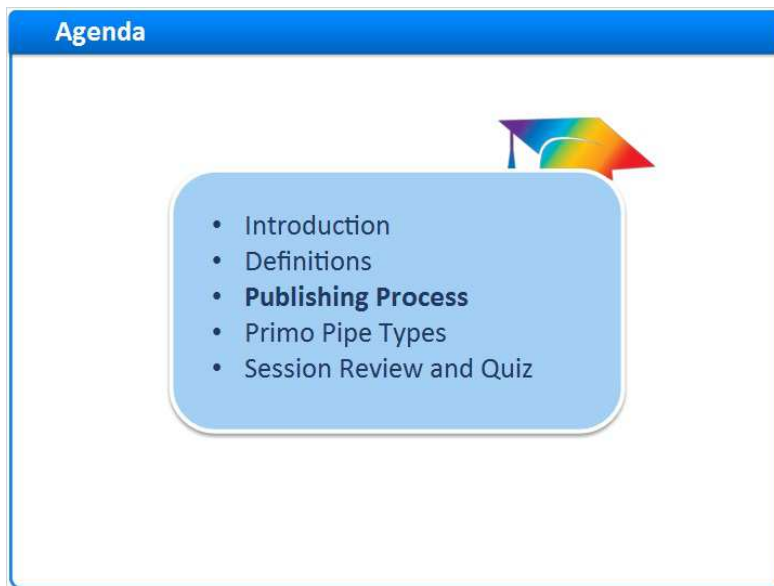 Agenda
• Introduction
• Definitions
• Publishing Process
• Primo Pipe Types
• Session Review and Quiz